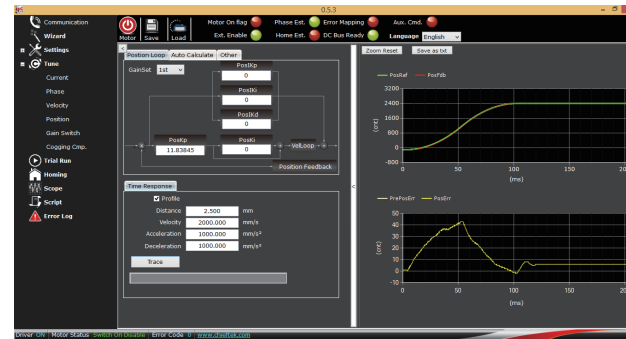 0.5.3
Communication
Wizard
Settings
Tune
Current
Phase
Velocity
Position
Gain Switch
Cogging Cmp.
Trial Run
Homing
Scope
Script
Error Log
Motor Save Load
Motor On flag Phase Est. Error Mapping Aux. Cmd.
Ext. Enable Home Est. DC Bus Ready Language English
Position Loop Auto Calculate Other
GainSet 1st
PosIKp
0
PosIKi
0
PosIKd
0
PosKp
11.83845
PosKi
0
VelLoop
Position Feedback
Time Response
Profile
Distance 2.500 mm
Velocity 2000.000 mm/s
Acceleration 1000.000 mm/s²
Deceleration 1000.000 mm/s²
Trace
Zoom Reset Save as txt
PosRef PosFdb
3200
2400
1600
800
0
-800
(cnt)
0 50 100 150 20
(ms)
PrePosErr PosErr
50
40
30
20
10
0
-10
(cnt)
0 50 100 150 20
(ms)
Driver ON Motor Status Switch On Disable Error Code 0 www.chieftek.com